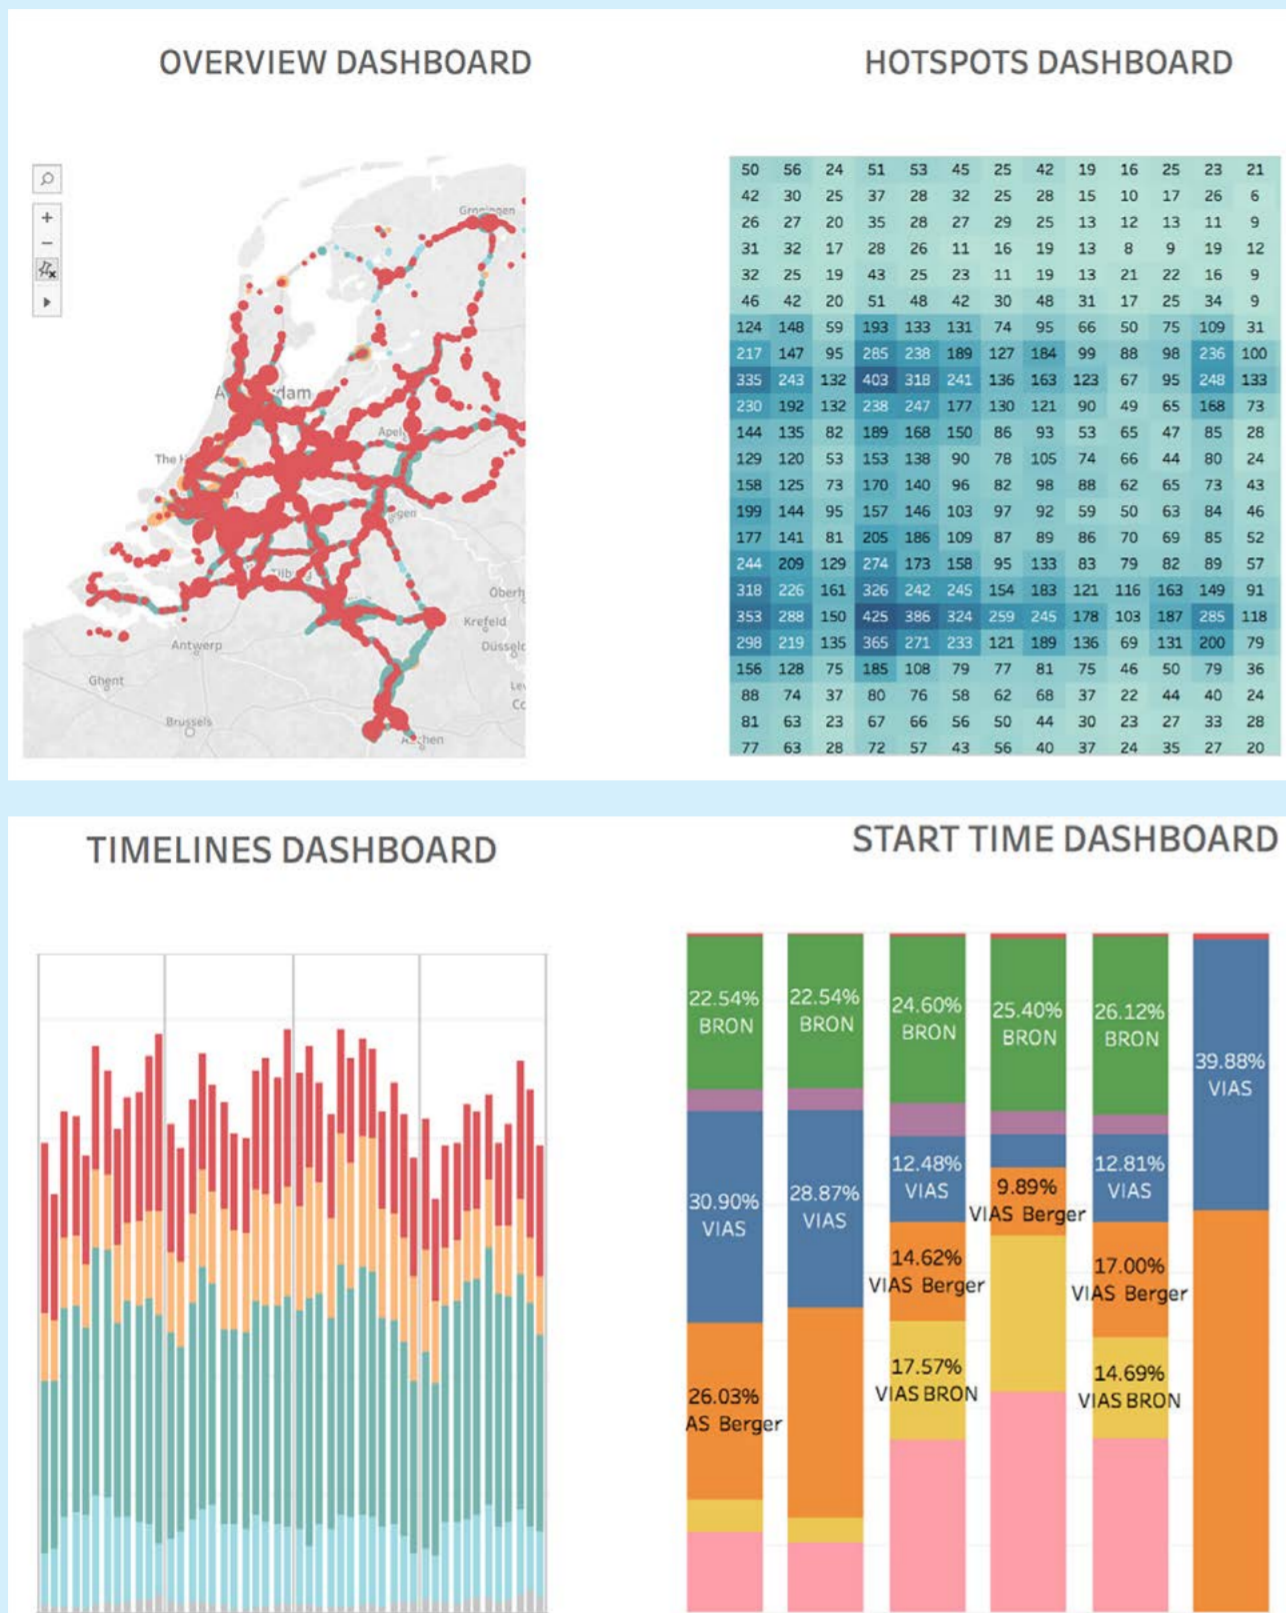 OVERVIEW DASHBOARD
Groningen
The H
Antwerp
Ghent
Brussels
Krefeld
HOTSPOTS DASHBOARD
50 56 24 51 53 45 25 42 19 16 25 23 21
42 30 25 37 28 32 25 28 15 10 17 26 6
26 27 20 35 28 27 29 25 13 12 13 11 9
31 32 17 28 26 11 16 19 13 8 9 19 12
32 25 19 43 25 23 11 19 13 21 22 16 9
46 42 20 51 48 42 30 48 31 17 25 34 9
124 148 59 193 133 131 74 95 66 50 75 109 31
217 147 95 285 238 189 127 184 99 88 98 236 100
335 243 132 403 318 241 136 163 123 67 95 248 133
230 192 132 238 247 177 130 121 90 49 65 168 73
144 135 82 189 168 150 86 93 53 65 47 85 28
129 120 53 153 138 90 78 105 74 66 44 80 24
158 125 73 170 140 96 82 98 88 62 65 73 43
199 144 95 157 146 103 97 92 59 50 63 84 46
177 141 81 205 186 109 87 89 86 70 69 85 52
244 209 129 274 173 158 95 133 83 79 82 89 57
318 226 161 326 242 245 154 183 121 116 163 149 91
353 288 150 425 386 324 259 245 178 103 187 285 118
298 219 135 365 271 233 121 189 136 69 131 200 79
156 128 75 185 108 79 77 81 75 46 50 79 36
88 74 37 80 76 58 62 68 37 22 44 40 24
81 63 23 67 66 56 50 44 30 23 27 33 28
77 63 28 72 57 43 56 40 37 24 35 27 20
TIMELINES DASHBOARD
START TIME DASHBOARD
22.54%
BRON
30.90%
VIAS
26.03%
AS Berger
22.54%
BRON
28.87%
VIAS
24.60%
BRON
12.48%
VIAS
14.62%
VIAS Berger
17.57%
VIAS BRON
25.40%
BRON
9.89%
VIAS Berger
26.12%
BRON
12.81%
VIAS
17.00%
VIAS Berger
14.69%
VIAS BRON
39.88%
VIAS